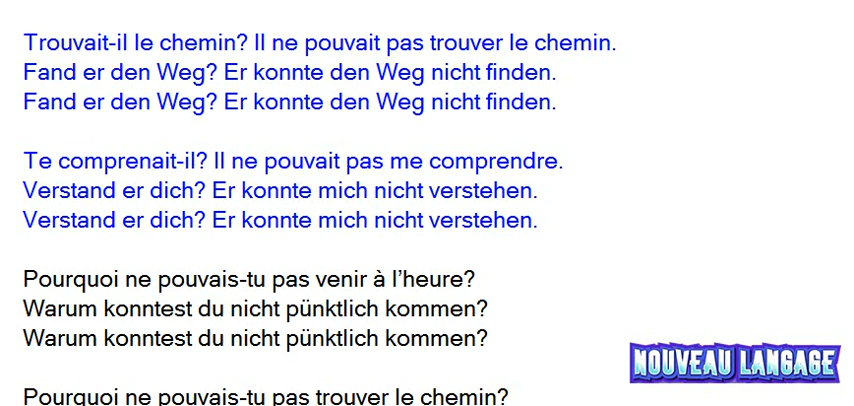 Trouvait-il le chemin? Il ne pouvait pas trouver le chemin.
Fand er den Weg? Er konnte den Weg nicht finden.
Fand er den Weg? Er konnte den Weg nicht finden.
Te comprenait-il? Il ne pouvait pas me comprendre.
Verstand er dich? Er konnte mich nicht verstehen.
Verstand er dich? Er konnte mich nicht verstehen.
Pourquoi ne pouvais-tu pas venir à l’heure?
Warum konntest du nicht pünktlich kommen?
Warum konntest du nicht pünktlich kommen?
NOUVEAU LANGAGE
Pourquoi ne pouvais-tu pas trouver le chemin?